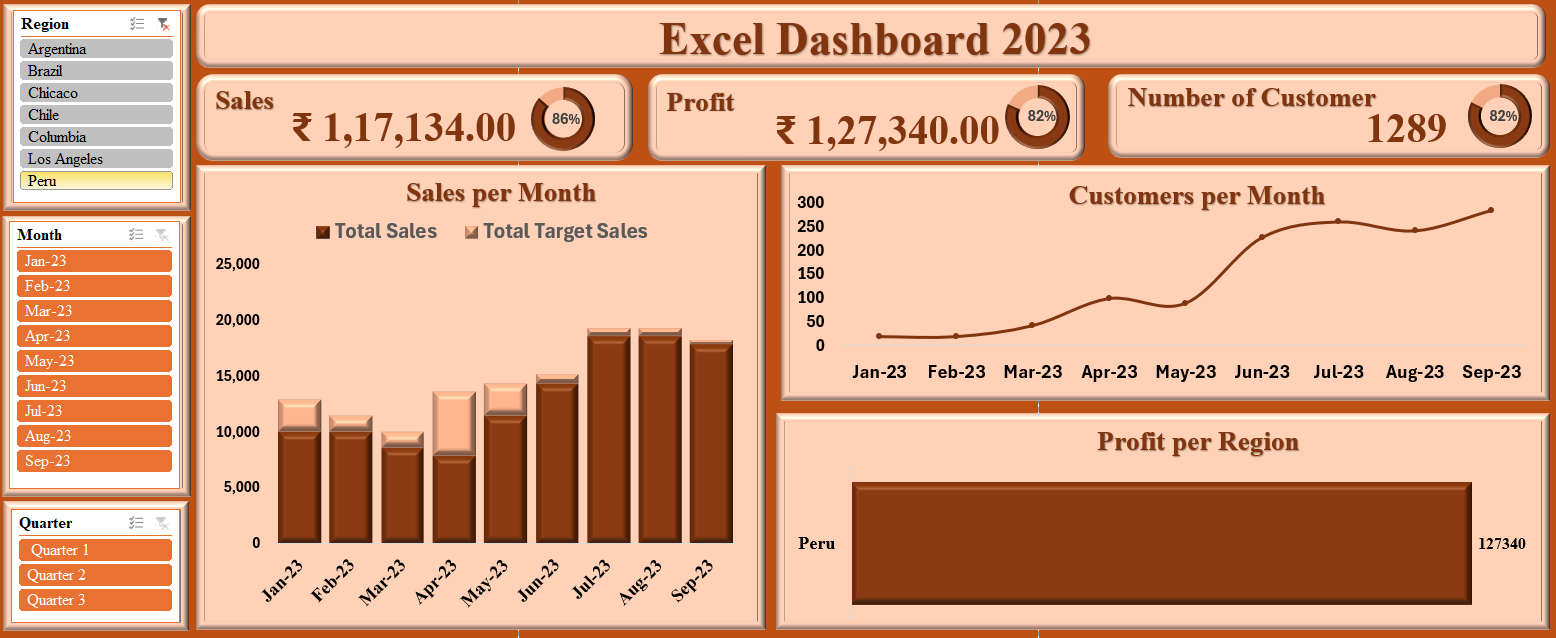 Region
Argentina
Brazil
Chicaco
Chile
Columbia
Los Angeles
Peru
Month
Jan-23
Feb-23
Mar-23
Apr-23
May-23
Jun-23
Jul-23
Aug-23
Sep-23
Quarter
Quarter 1
Quarter 2
Quarter 3
Excel Dashboard 2023
Sales
₹ 1,17,134.00
86%
Profit
₹ 1,27,340.00
82%
Number of Customer
1289
82%
Sales per Month
Total Sales Total Target Sales
25,000
20,000
15,000
10,000
5,000
0
Jan-23 Feb-23 Mar-23 Apr-23 May-23 Jun-23 Jul-23 Aug-23 Sep-23
Customers per Month
300
250
200
150
100
50
0
Jan-23 Feb-23 Mar-23 Apr-23 May-23 Jun-23 Jul-23 Aug-23 Sep-23
Profit per Region
Peru 127340